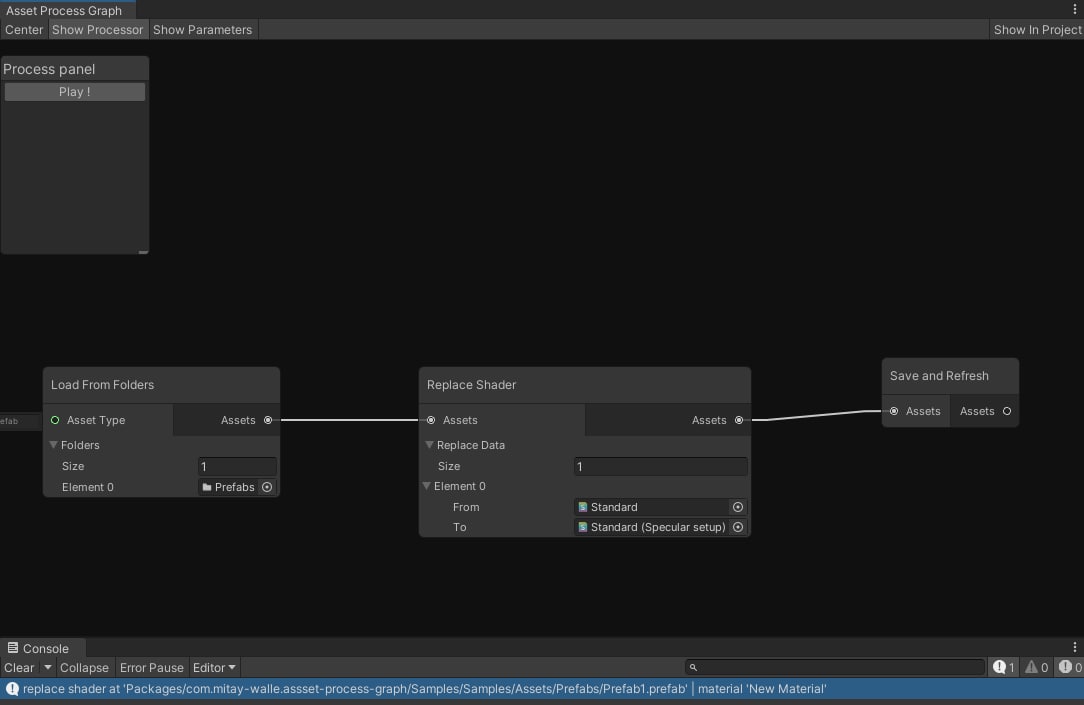 Asset Process Graph
Center Show Processor Show Parameters Show In Project
Process panel
Play !
Load From Folders
efab Asset Type Assets
Folders
Size 1
Element 0 Prefabs
Replace Shader
Assets Assets
Replace Data
Size 1
Element 0
From Standard
To Standard (Specular setup)
Save and Refresh
Assets Assets
Console
Clear Collapse Error Pause Editor 1 0 0
replace shader at 'Packages/com.mitay-walle.assset-process-graph/Samples/Samples/Assets/Prefabs/Prefab1.prefab' | material 'New Material'